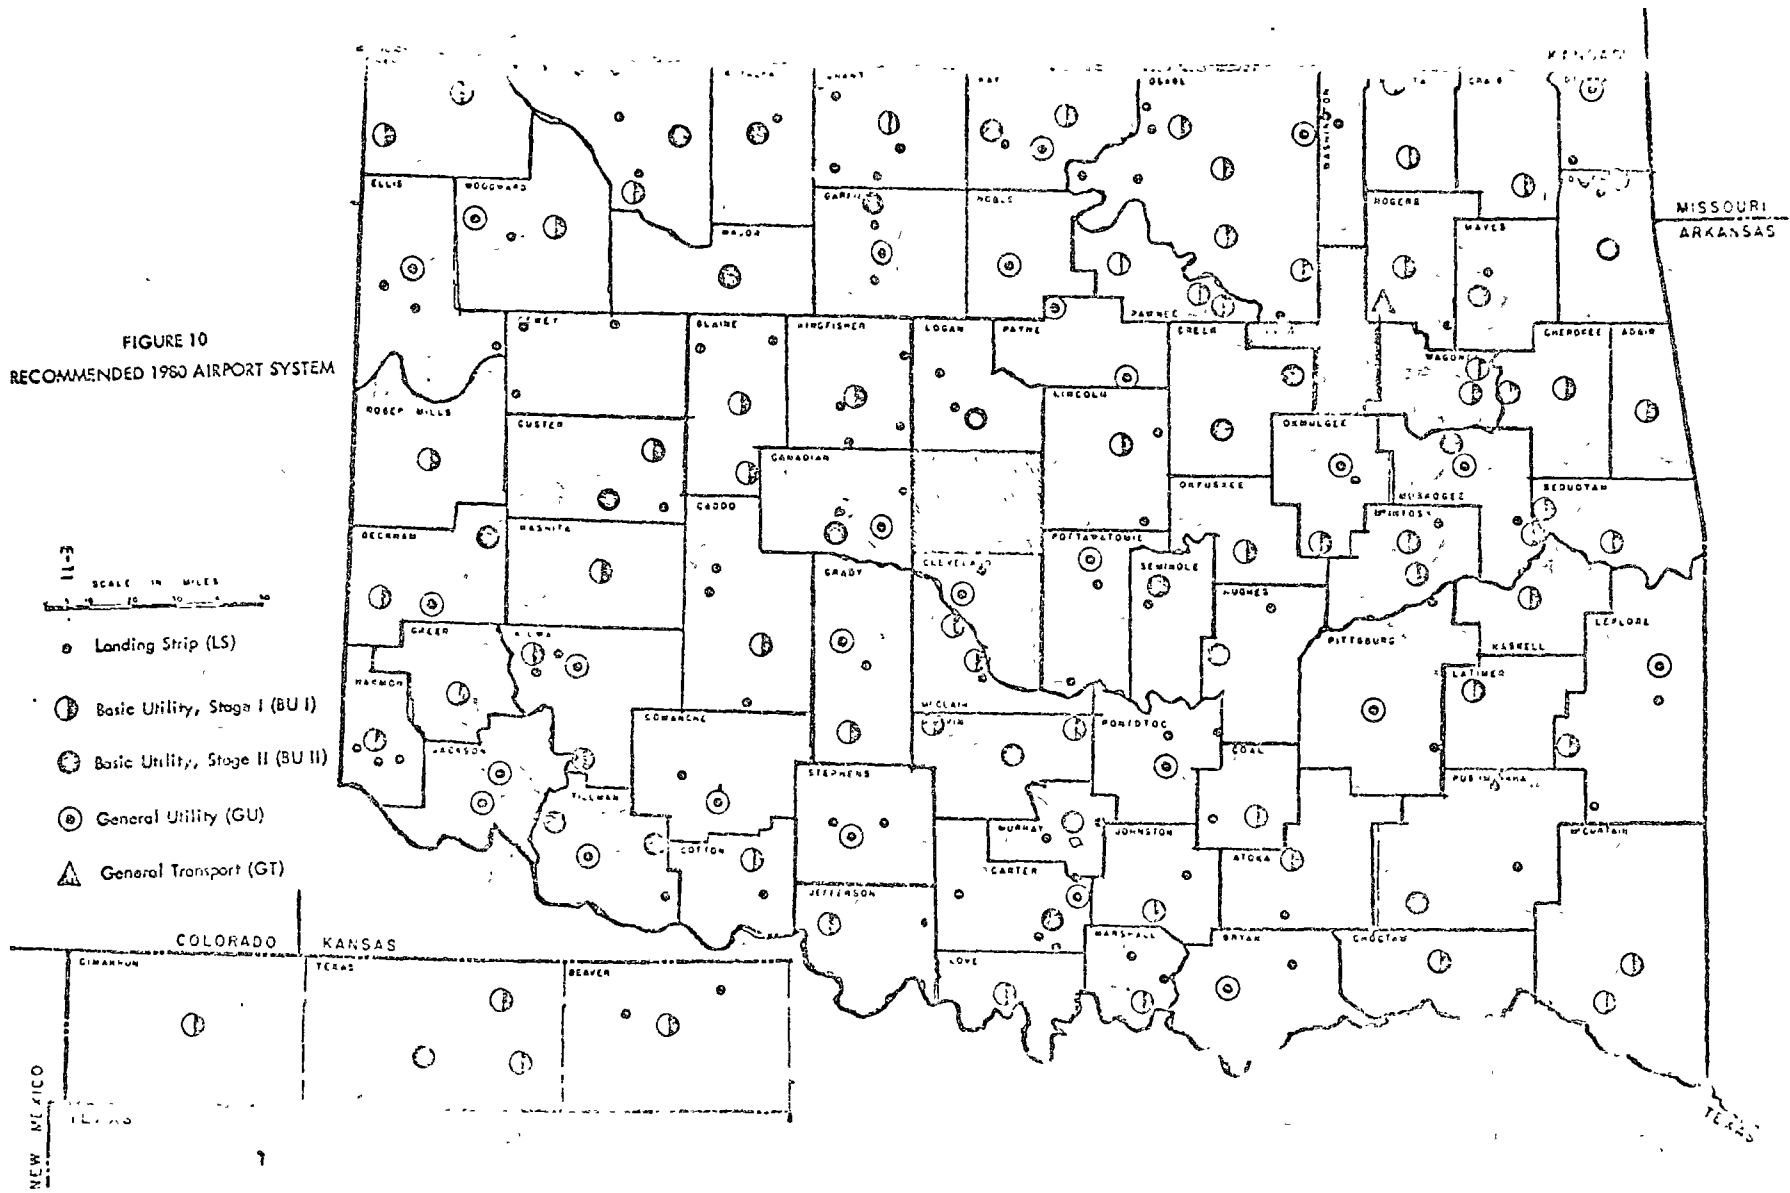 KANSAS
ELLIS
WOODWARD
MAJOR
NOBLE
OSAGE
WASHINGTON
CRAIG
ROGERS
MAYES
MISSOURI
ARKANSAS
FIGURE 10
RECOMMENDED 1980 AIRPORT SYSTEM
DEWEY
BLAINE
KINGFISHER
LOGAN
PAYNE
PAWNEE
CREEK
CHEROKEE
ADAIR
ROGER MILLS
CUSTER
LINCOLN
OKMULGEE
CANADIAN
CADDO
OKFUSKEE
MUSKOGEE
SEQUOYAH
WASHITA
McINTOSH
BECKHAM
POTTAWATOMIE
GRADY
CLEVELAND
SEMINOLE
HUGHES
E-11
SCALE IN MILES
Landing Strip (LS)
GREER
KIOWA
PITTSBURG
HASKELL
LEFLORE
HARMON
LATIMER
Basic Utility, Stage I (BU I)
COMANCHE
McCLAIN
PONTOTOC
JACKSON
COAL
Basic Utility, Stage II (BU II)
STEPHENS
PUSHMATAHA
TILLMAN
General Utility (GU)
MURRAY
JOHNSTON
McCURTAIN
COTTON
ATOKA
General Transport (GT)
CARTER
JEFFERSON
MARSHALL
BRYAN
CHOCTAW
COLORADO
KANSAS
CIMARRON
TEXAS
BEAVER
LOVE
NEW MEXICO
TEXAS
TEXAS